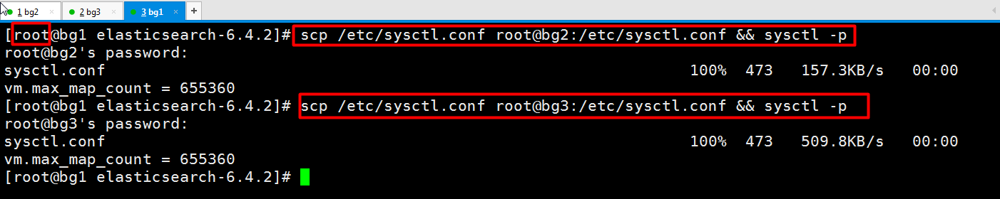 1 bg2 × 2 bg3 × 3 bg1 × +
[root@bg1 elasticsearch-6.4.2]# scp /etc/sysctl.conf root@bg2:/etc/sysctl.conf && sysctl -p
root@bg2's password:
sysctl.conf 100% 473 157.3KB/s 00:00
vm.max_map_count = 655360
[root@bg1 elasticsearch-6.4.2]# scp /etc/sysctl.conf root@bg3:/etc/sysctl.conf && sysctl -p
root@bg3's password:
sysctl.conf 100% 473 509.8KB/s 00:00
vm.max_map_count = 655360
[root@bg1 elasticsearch-6.4.2]#